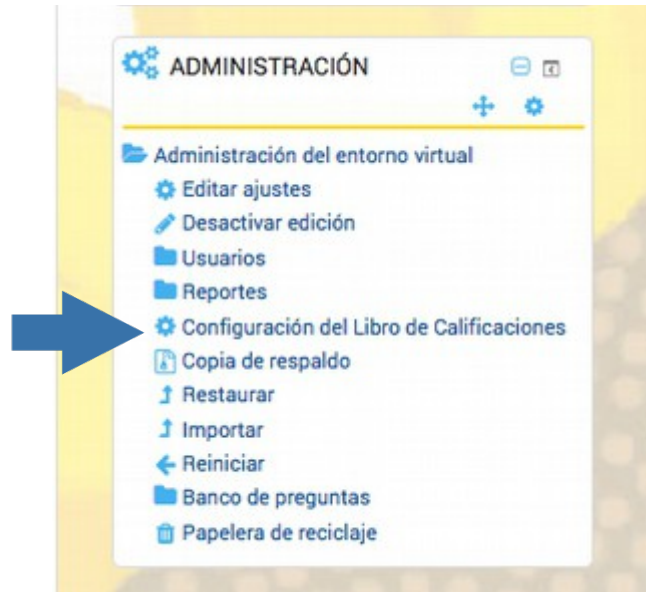 ADMINISTRACIÓN
Administración del entorno virtual
Editar ajustes
Desactivar edición
Usuarios
Reportes
Configuración del Libro de Calificaciones
Copia de respaldo
Restaurar
Importar
Reiniciar
Banco de preguntas
Papelera de reciclaje